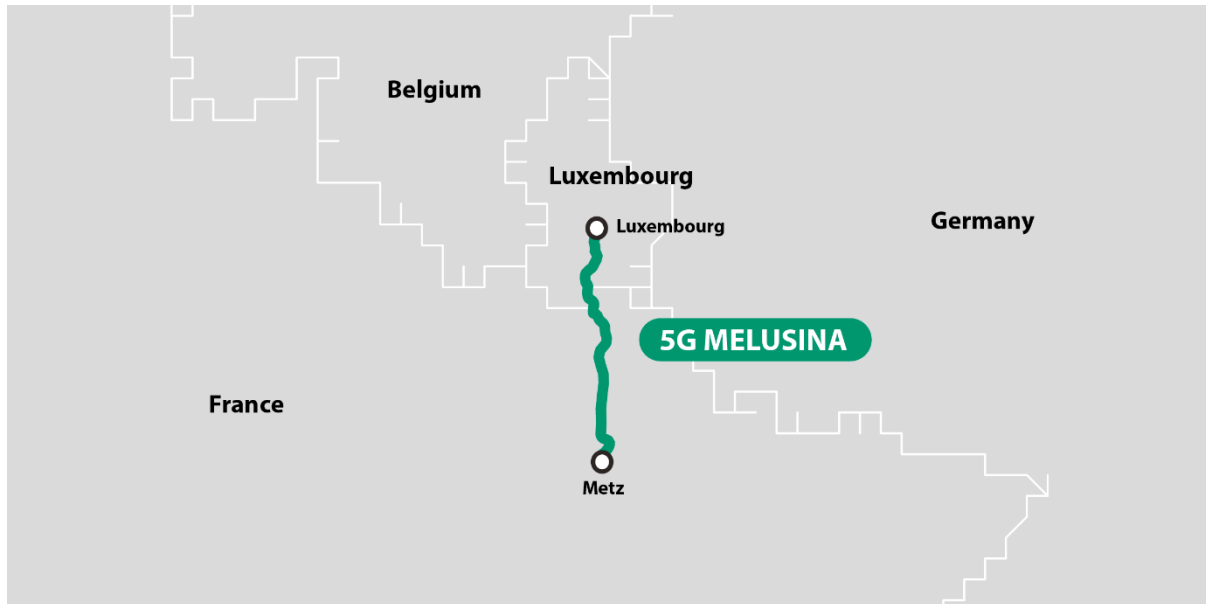 Belgium
Luxembourg
Luxembourg
Germany
5G MELUSINA
France
Metz